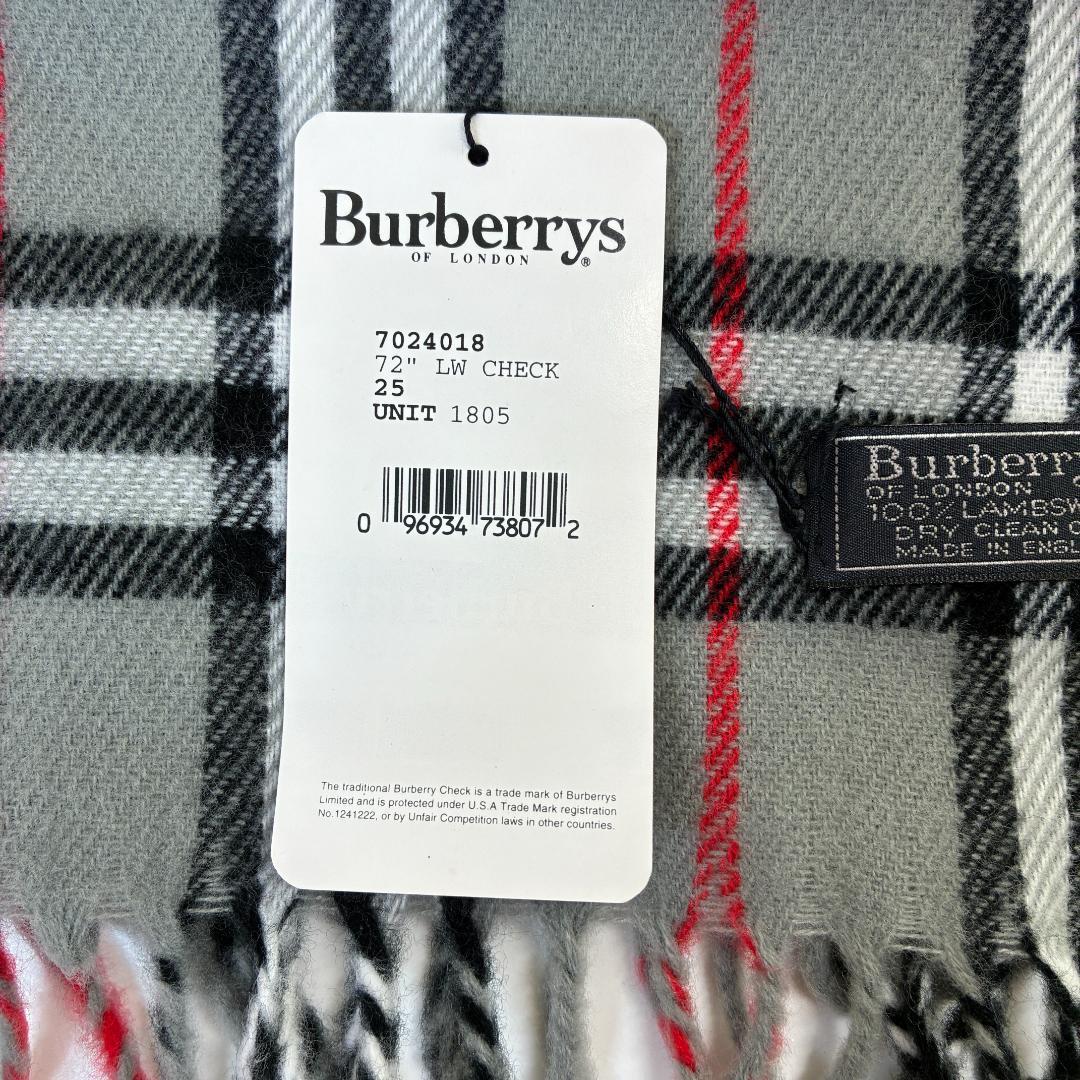 Burberrys
OF LONDON ®
7024018
72" LW CHECK
25
UNIT 1805
0 96934 73807 2
The traditional Burberry Check is a trade mark of Burberrys
Limited and is protected under U.S.A Trade Mark registration
No.1241222, or by Unfair Competition laws in other countries.
Burberry
OF LONDON
100% LAMBSW
DRY CLEAN O
MADE IN ENGL